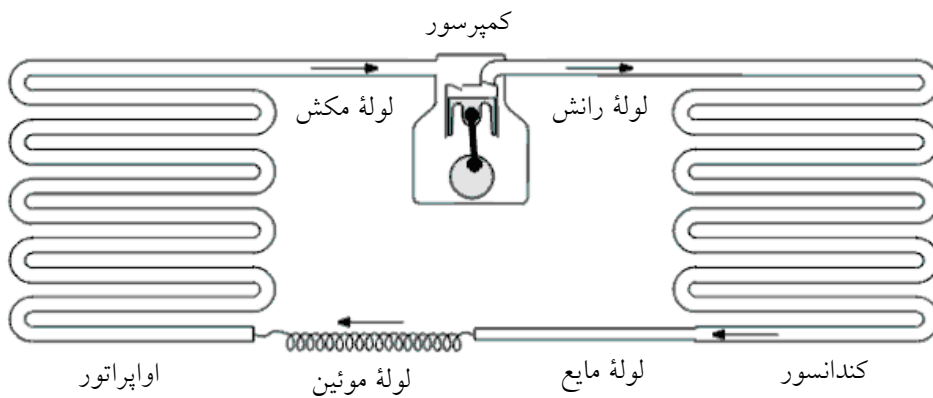 کمپرسور
لولهٔ رانش
لولهٔ مکش
کندانسور
لولهٔ مایع
لولهٔ موئین
اواپراتور